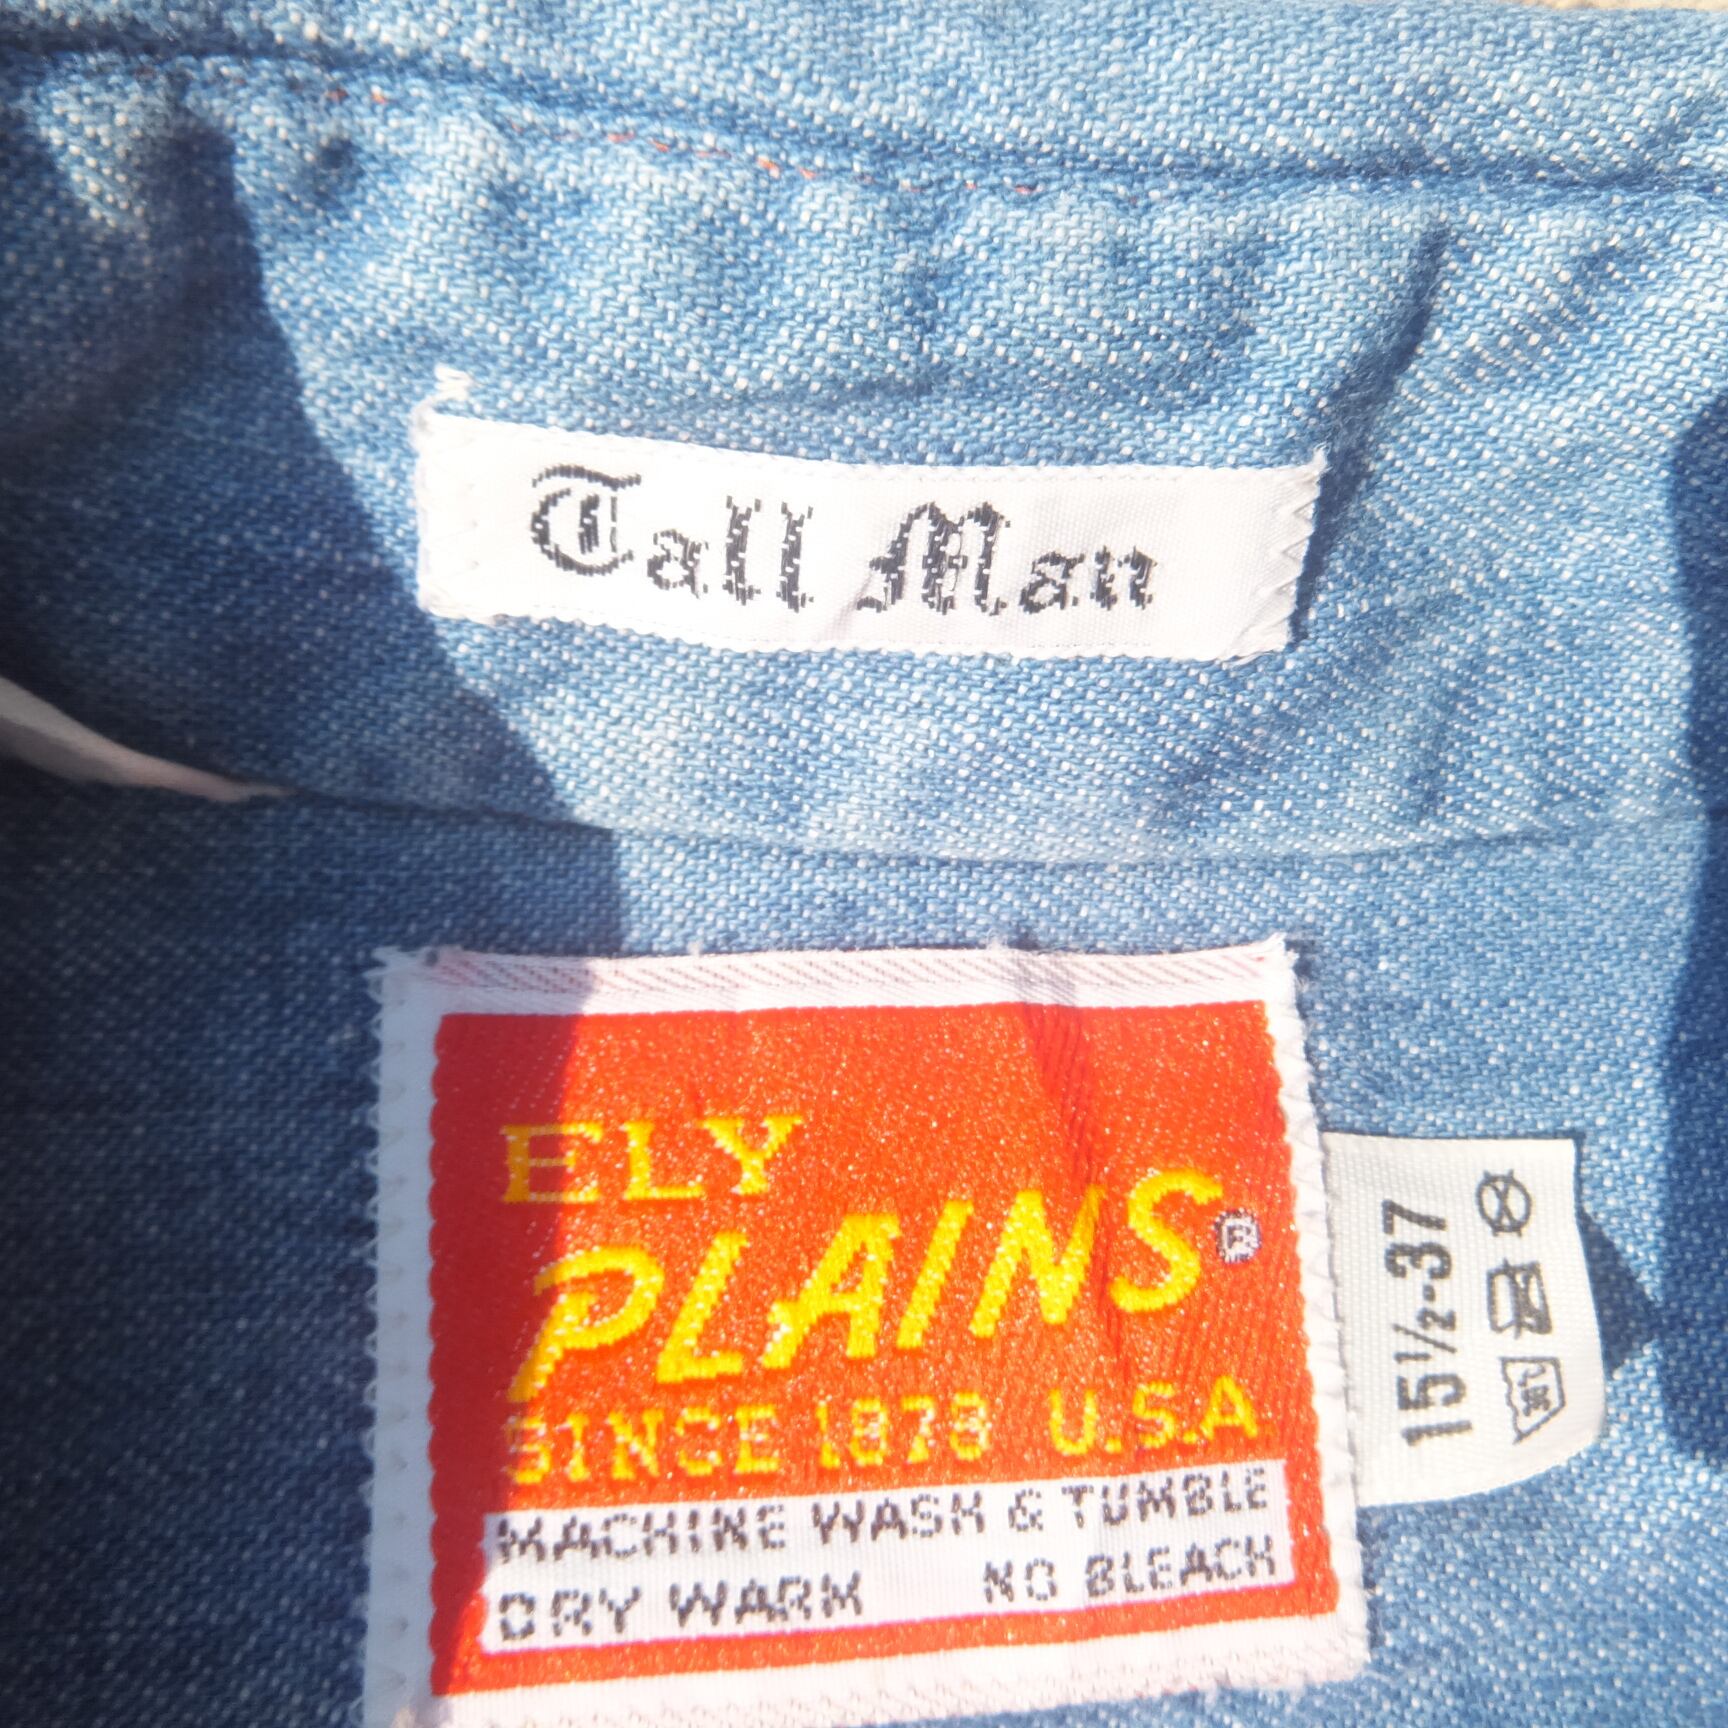 Tall Man
ELY
PLAINS®
SINCE 1878 U.S.A.
MACHINE WASH & TUMBLE
DRY WARM NO BLEACH
15½-37